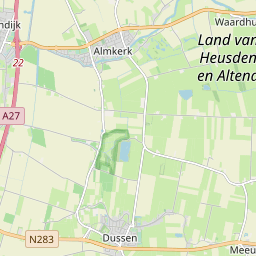 Waardhu
ndijk
Almkerk
Land van
Heusden
en Altena
22
A27
N283
Dussen
Meeu